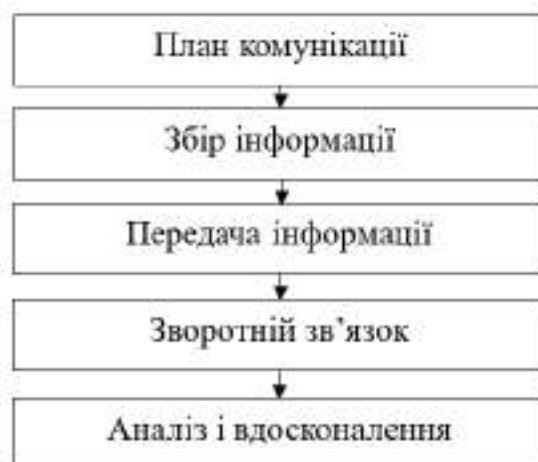 План комунікації
Збір інформації
Передача інформації
Зворотній зв’язок
Аналіз і вдосконалення